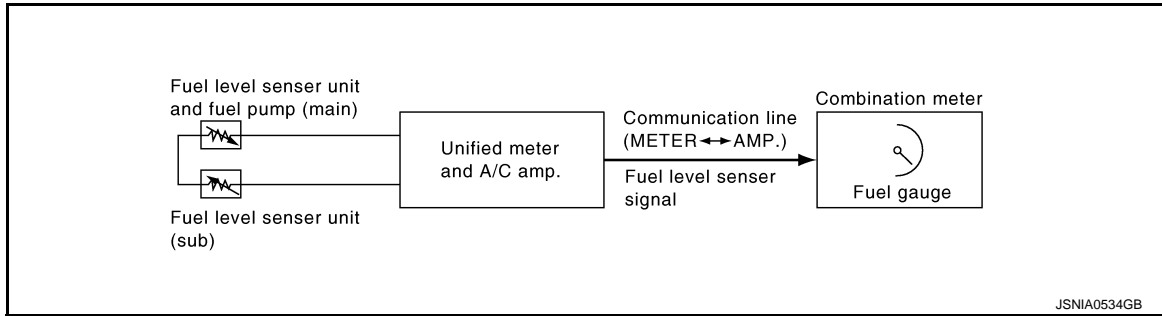 Fuel level senser unit
and fuel pump (main)
Fuel level senser unit
(sub)
Unified meter
and A/C amp.
Communication line
(METER↔AMP.)
Fuel level senser
signal
Combination meter
Fuel gauge
JSNIA0534GB